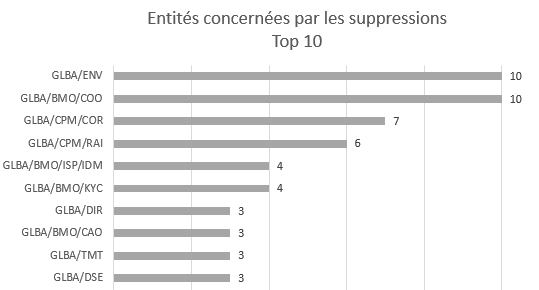 Entités concernées par les suppressions
Top 10
GLBA/ENV 10
GLBA/BMO/COO 10
GLBA/CPM/COR 7
GLBA/CPM/RAI 6
GLBA/BMO/ISP/IDM 4
GLBA/BMO/KYC 4
GLBA/DIR 3
GLBA/BMO/CAO 3
GLBA/TMT 3
GLBA/DSE 3